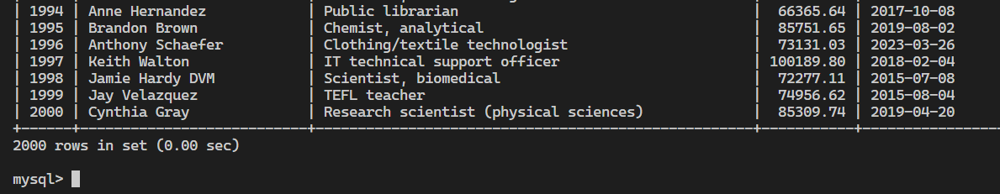 | 1994 | Anne Hernandez | Public librarian | 66365.64 | 2017-10-08
| 1995 | Brandon Brown | Chemist, analytical | 85751.65 | 2019-08-02
| 1996 | Anthony Schaefer | Clothing/textile technologist | 73131.03 | 2023-03-26
| 1997 | Keith Walton | IT technical support officer | 100189.80 | 2018-02-04
| 1998 | Jamie Hardy DVM | Scientist, biomedical | 72277.11 | 2015-07-08
| 1999 | Jay Velazquez | TEFL teacher | 74956.62 | 2015-08-04
| 2000 | Cynthia Gray | Research scientist (physical sciences) | 85309.74 | 2019-04-20
2000 rows in set (0.00 sec)
mysql>